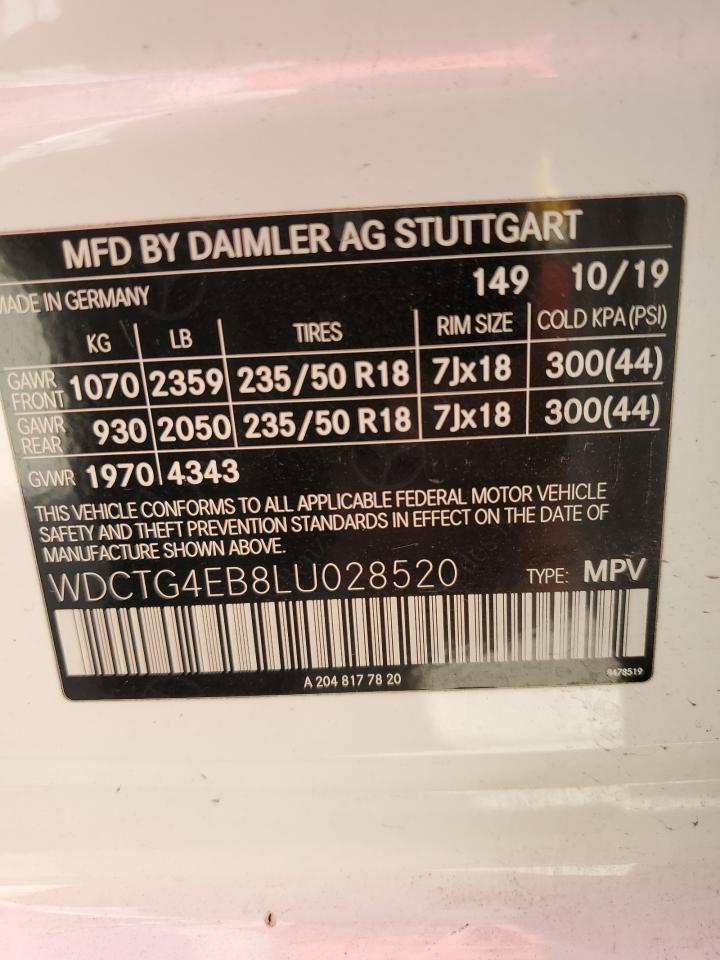 MFD BY DAIMLER AG STUTTGART
MADE IN GERMANY 149 10/19
KG LB TIRES RIM SIZE COLD KPA (PSI)
GAWR FRONT 1070 2359 235/50 R18 7Jx18 300(44)
GAWR REAR 930 2050 235/50 R18 7Jx18 300(44)
GVWR 1970 4343
THIS VEHICLE CONFORMS TO ALL APPLICABLE FEDERAL MOTOR VEHICLE
SAFETY AND THEFT PREVENTION STANDARDS IN EFFECT ON THE DATE OF
MANUFACTURE SHOWN ABOVE.
WDCTG4EB8LU028520 TYPE: MPV
A 204 817 78 20 9478519